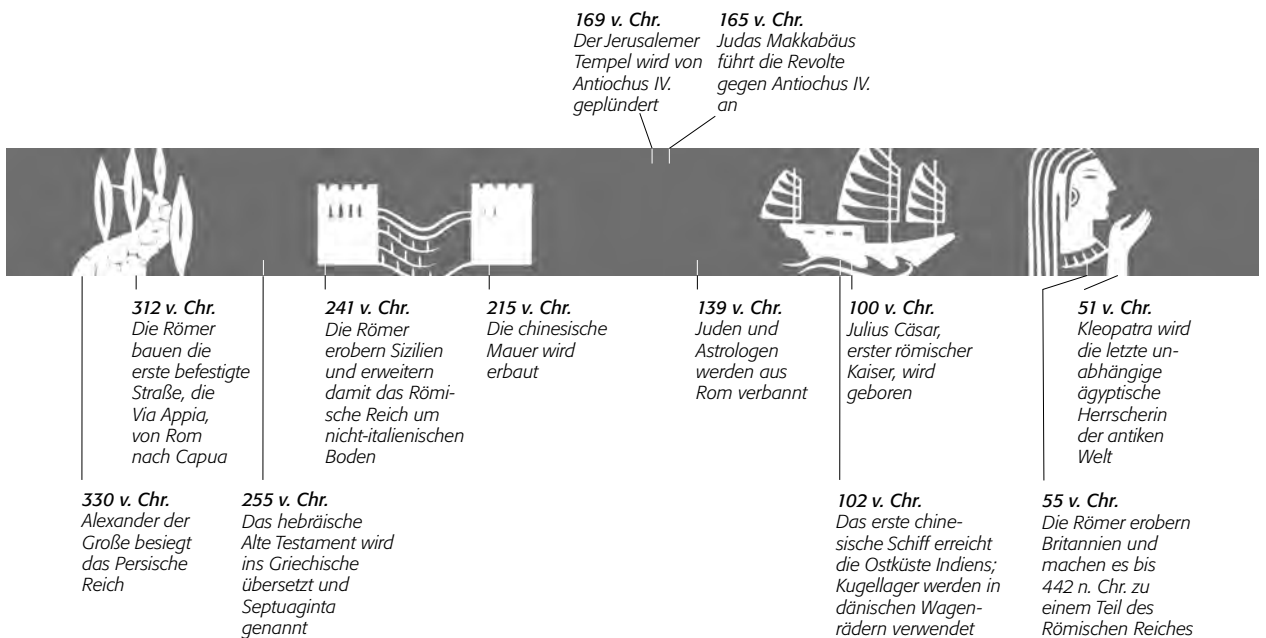 169 v. Chr.
Der Jerusalemer
Tempel wird von
Antiochus IV.
geplündert
165 v. Chr.
Judas Makkabäus
führt die Revolte
gegen Antiochus IV.
an
312 v. Chr.
Die Römer
bauen die
erste befestigte
Straße, die
Via Appia,
von Rom
nach Capua
241 v. Chr.
Die Römer
erobern Sizilien
und erweitern
damit das Römi-
sche Reich um
nicht-italienischen
Boden
215 v. Chr.
Die chinesische
Mauer wird
erbaut
139 v. Chr.
Juden und
Astrologen
werden aus
Rom verbannt
100 v. Chr.
Julius Cäsar,
erster römischer
Kaiser, wird
geboren
51 v. Chr.
Kleopatra wird
die letzte un-
abhängige
ägyptische
Herrscherin
der antiken
Welt
330 v. Chr.
Alexander der
Große besiegt
das Persische
Reich
255 v. Chr.
Das hebräische
Alte Testament wird
ins Griechische
übersetzt und
Septuaginta
genannt
102 v. Chr.
Das erste chine-
sische Schiff erreicht
die Ostküste Indiens;
Kugellager werden in
dänischen Wagen-
rädern verwendet
55 v. Chr.
Die Römer erobern
Britannien und
machen es bis
442 n. Chr. zu
einem Teil des
Römischen Reiches